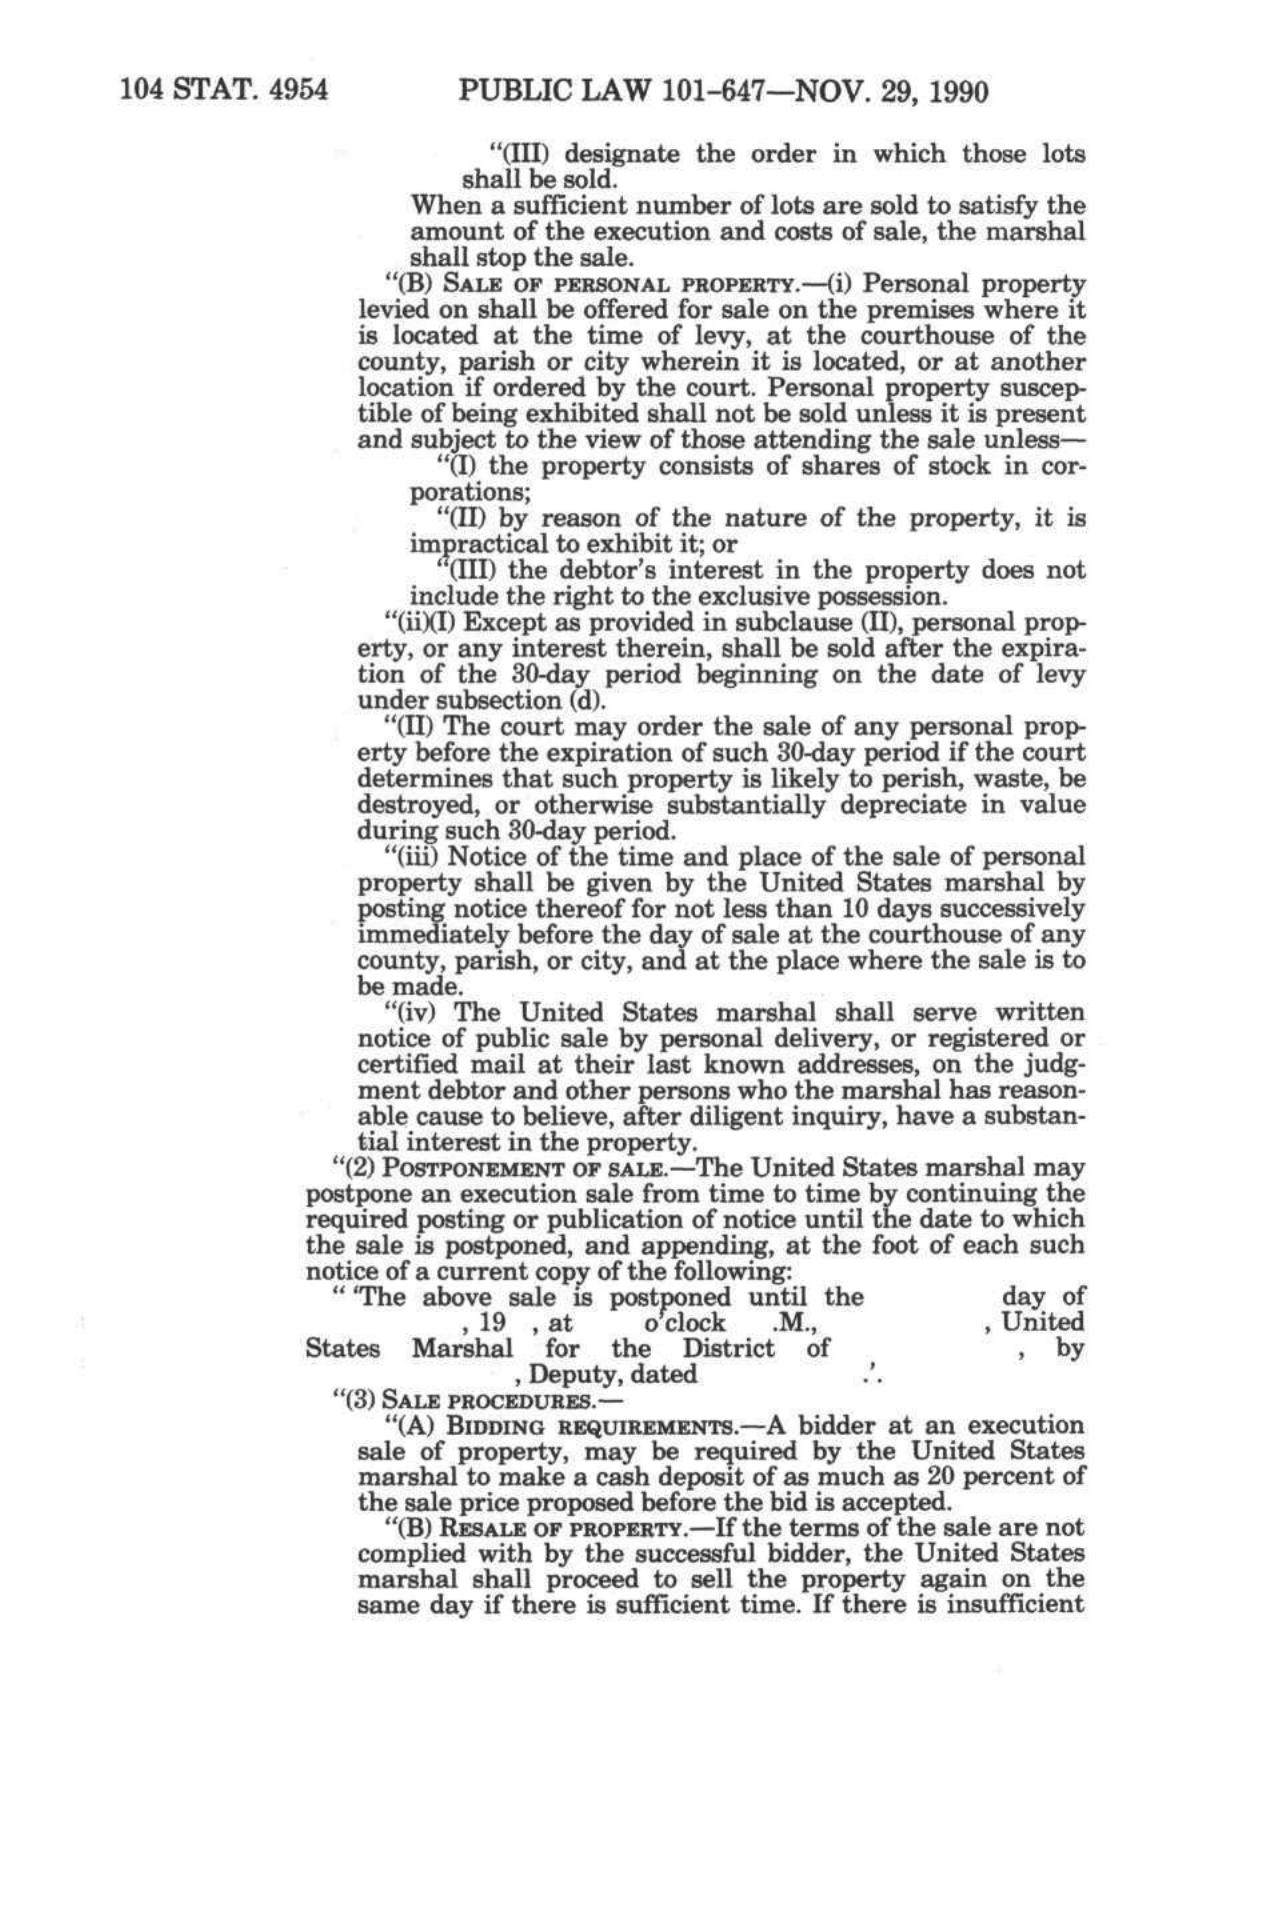 104 STAT. 4954 PUBLIC LAW 101-647—NOV. 29, 1990
"(III) designate the order in which those lots
shall be sold.
When a sufficient number of lots are sold to satisfy the
amount of the execution and costs of sale, the marshal
shall stop the sale.
"(B) SALE OF PERSONAL PROPERTY.—(i) Personal property
levied on shall be offered for sale on the premises where it
is located at the time of levy, at the courthouse of the
county, parish or city wherein it is located, or at another
location if ordered by the court. Personal property suscep-
tible of being exhibited shall not be sold unless it is present
and subject to the view of those attending the sale unless—
"(I) the property consists of shares of stock in cor-
porations;
"(II) by reason of the nature of the property, it is
impractical to exhibit it; or
"(III) the debtor's interest in the property does not
include the right to the exclusive possession.
"(ii)(I) Except as provided in subclause (II), personal prop-
erty, or any interest therein, shall be sold after the expira-
tion of the 30-day period beginning on the date of levy
under subsection (d).
"(II) The court may order the sale of any personal prop-
erty before the expiration of such 30-day period if the court
determines that such property is likely to perish, waste, be
destroyed, or otherwise substantially depreciate in value
during such 30-day period.
"(iii) Notice of the time and place of the sale of personal
property shall be given by the United States marshal by
posting notice thereof for not less than 10 days successively
immediately before the day of sale at the courthouse of any
county, parish, or city, and at the place where the sale is to
be made.
"(iv) The United States marshal shall serve written
notice of public sale by personal delivery, or registered or
certified mail at their last known addresses, on the judg-
ment debtor and other persons who the marshal has reason-
able cause to believe, after diligent inquiry, have a substan-
tial interest in the property.
"(2) POSTPONEMENT OF SALE.—The United States marshal may
postpone an execution sale from time to time by continuing the
required posting or publication of notice until the date to which
the sale is postponed, and appending, at the foot of each such
notice of a current copy of the following:
" 'The above sale is postponed until the day of
, 19 , at o'clock .M., , United
States Marshal for the District of , by
, Deputy, dated .'.
"(3) SALE PROCEDURES.—
"(A) BIDDING REQUIREMENTS.—A bidder at an execution
sale of property, may be required by the United States
marshal to make a cash deposit of as much as 20 percent of
the sale price proposed before the bid is accepted.
"(B) RESALE OF PROPERTY.—If the terms of the sale are not
complied with by the successful bidder, the United States
marshal shall proceed to sell the property again on the
same day if there is sufficient time. If there is insufficient